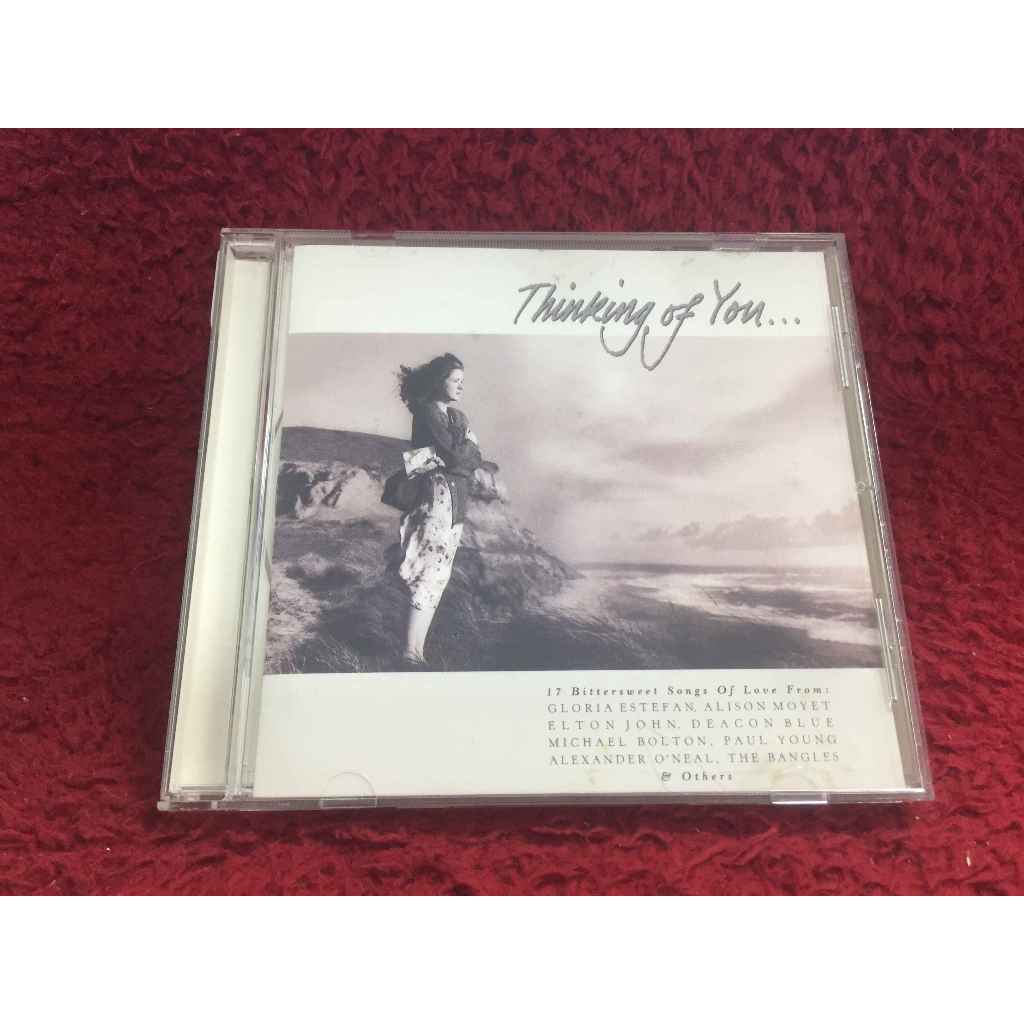 Thinking of You...
17 Bittersweet Songs Of Love From:
GLORIA ESTEFAN, ALISON MOYET
ELTON JOHN, DEACON BLUE
MICHAEL BOLTON, PAUL YOUNG
ALEXANDER O'NEAL, THE BANGLES
& Others